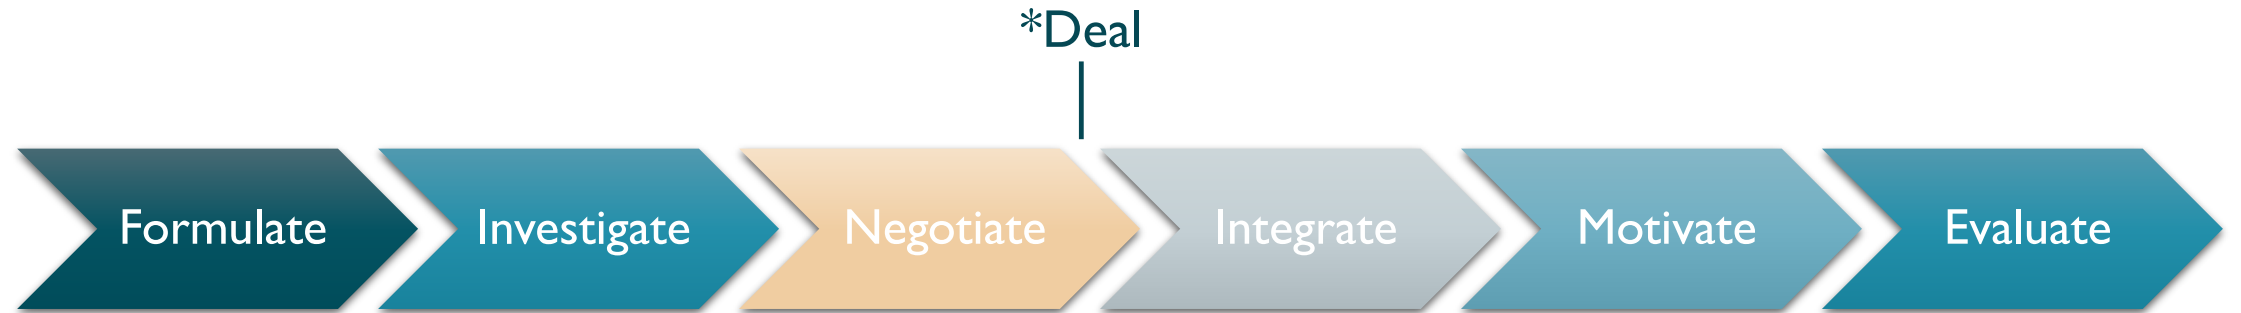 *Deal
Formulate
Investigate
Negotiate
Integrate
Motivate
Evaluate